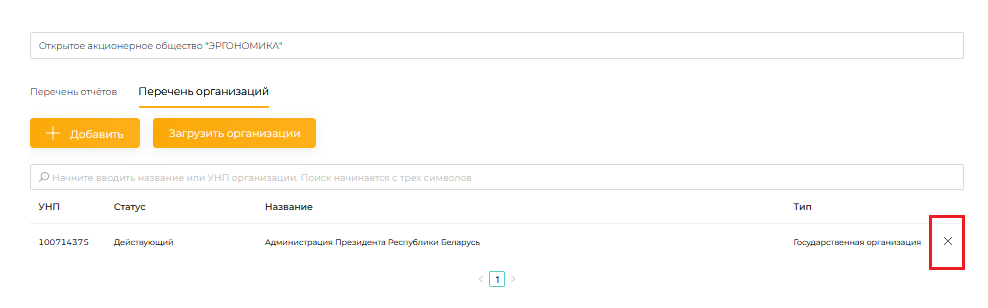 Открытое акционерное общество "ЭРГОНОМИКА"
Перечень отчётов Перечень организаций
Добавить Загрузить организации
Начните вводить название или УНП организации. Поиск начинается с трех символов
УНП Статус Название Тип
100714375 Действующий Администрация Президента Республики Беларусь Государственная организация
< 1 >